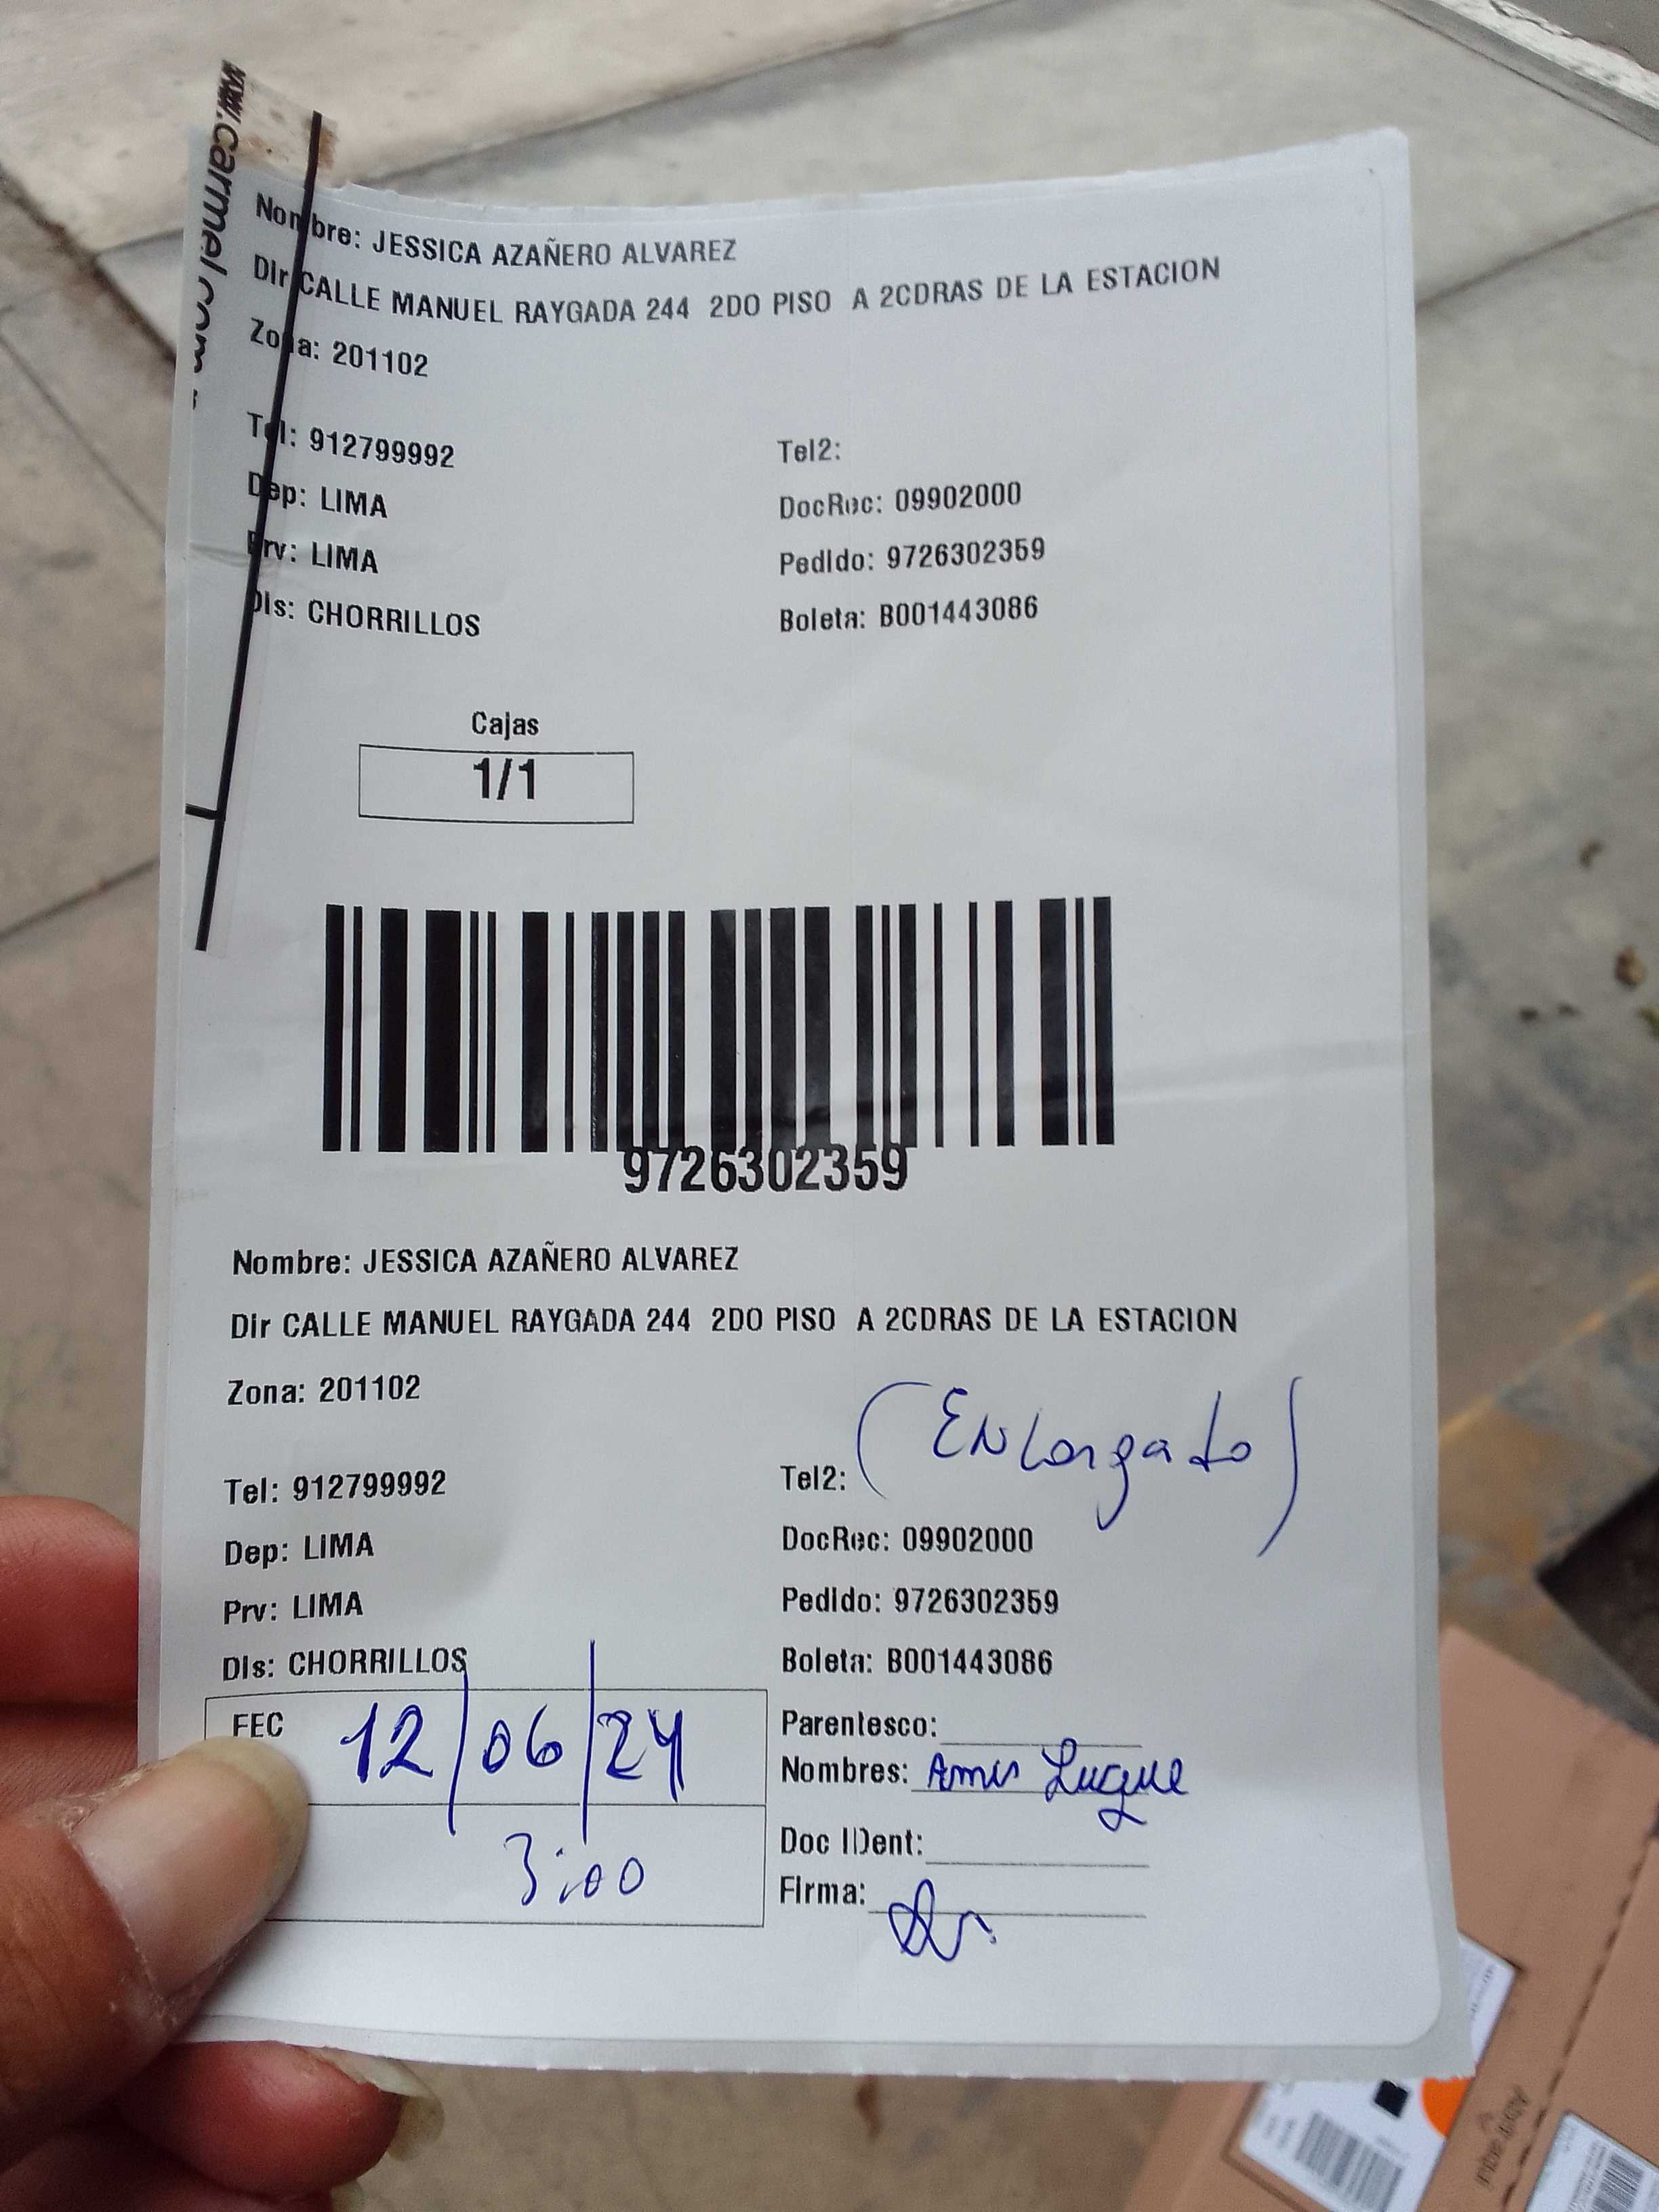 www.carmel.com.
Nombre: JESSICA AZAÑERO ALVAREZ
Dir CALLE MANUEL RAYGADA 244 2DO PISO A 2CDRAS DE LA ESTACION
Zona: 201102
Tel: 912799992 Tel2:
Dep: LIMA DocRec: 09902000
Prv: LIMA Pedido: 9726302359
Dis: CHORRILLOS Boleta: B001443086
Cajas
1/1
9726302359
Nombre: JESSICA AZAÑERO ALVAREZ
Dir CALLE MANUEL RAYGADA 244 2DO PISO A 2CDRAS DE LA ESTACION
Zona: 201102
(ENcargado)
Tel: 912799992 Tel2:
Dep: LIMA DocRec: 09902000
Prv: LIMA Pedido: 9726302359
Dis: CHORRILLOS Boleta: B001443086
FEC 12/06/24 Parentesco:
Nombres: Luque
3:00 Doc IDent:
Firma:
Abre aquí